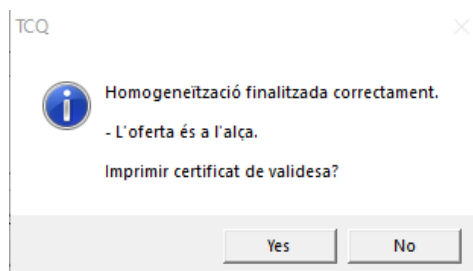 TCQ
Homogeneïtzació finalitzada correctament.
- L'oferta és a l'alça.
Imprimir certificat de validesa?
Yes
No